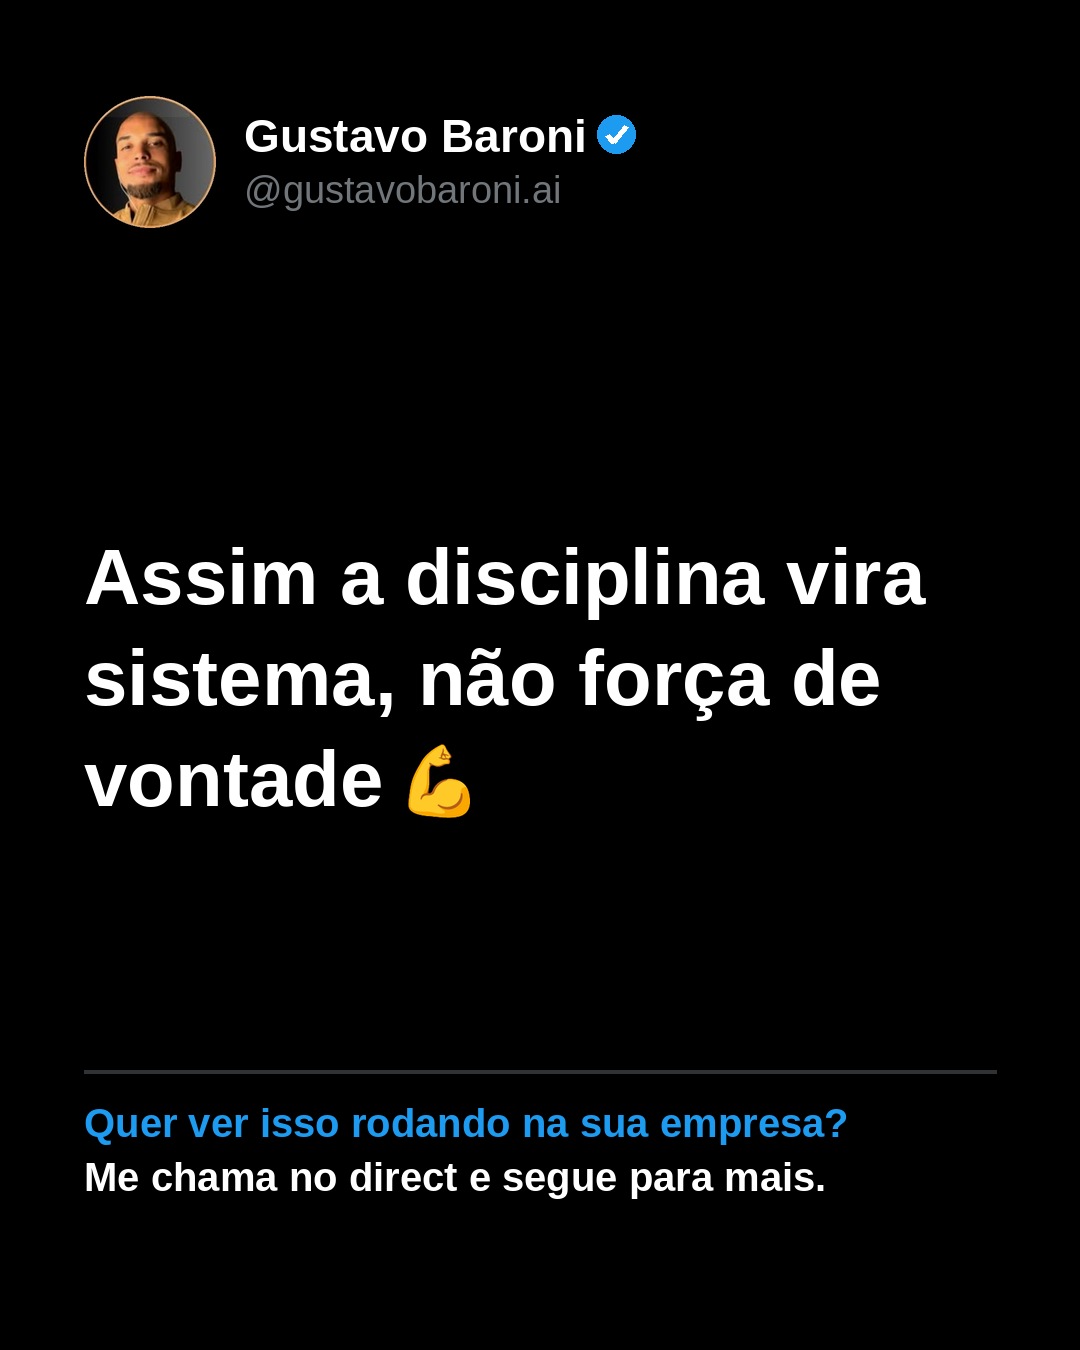 Gustavo Baroni
@gustavobaroni.ai
Assim a disciplina vira
sistema, não força de
vontade 💪
Quer ver isso rodando na sua empresa?
Me chama no direct e segue para mais.